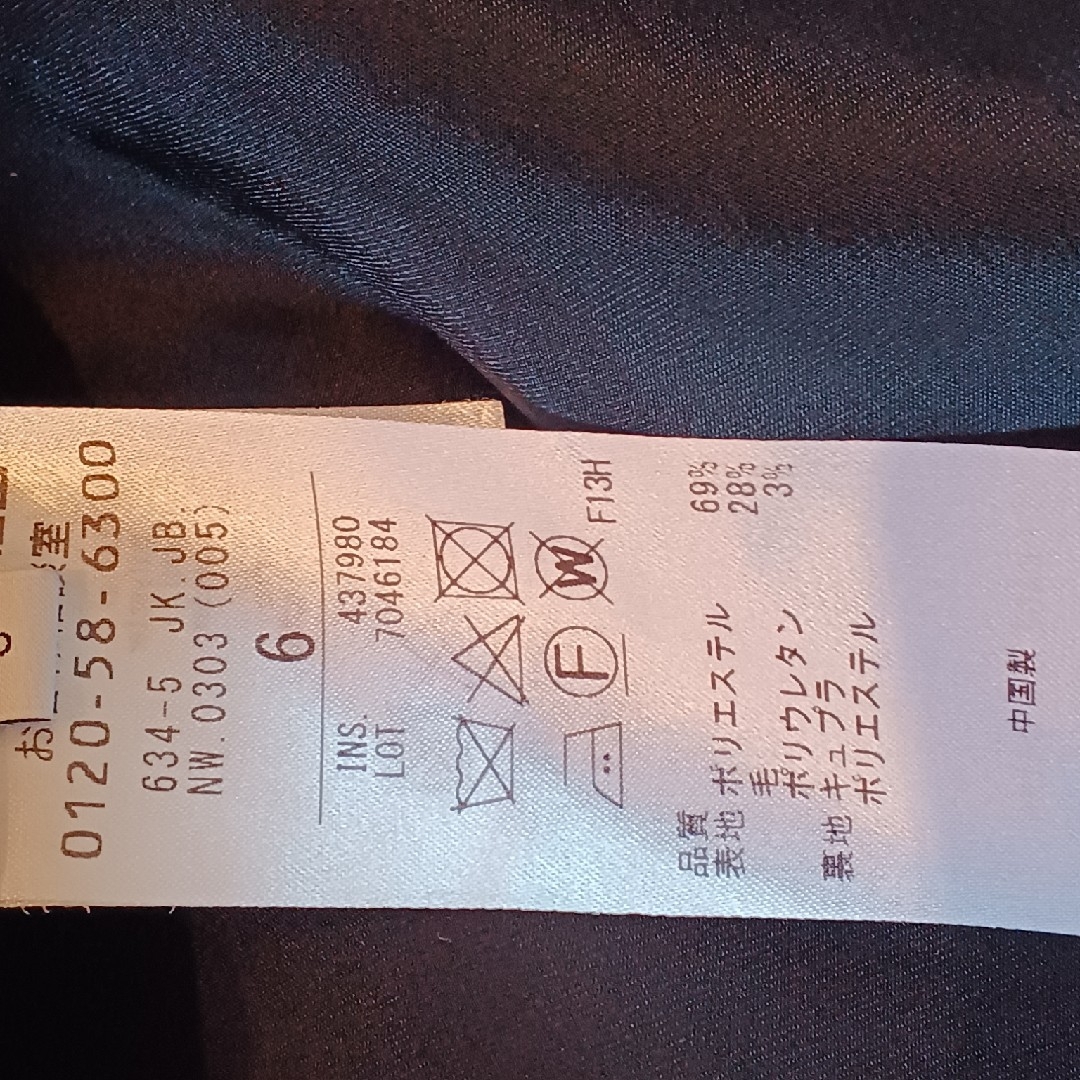 0120-58-6300
634-5 JK.JB.
NW.0303(005)
6
INS. 437980
LOT 7046184
W
F
F13H
品質
表地 ポリエステル 69%
毛 28%
ポリウレタン 3%
裏地 キュプラ
ポリエステル
中国製